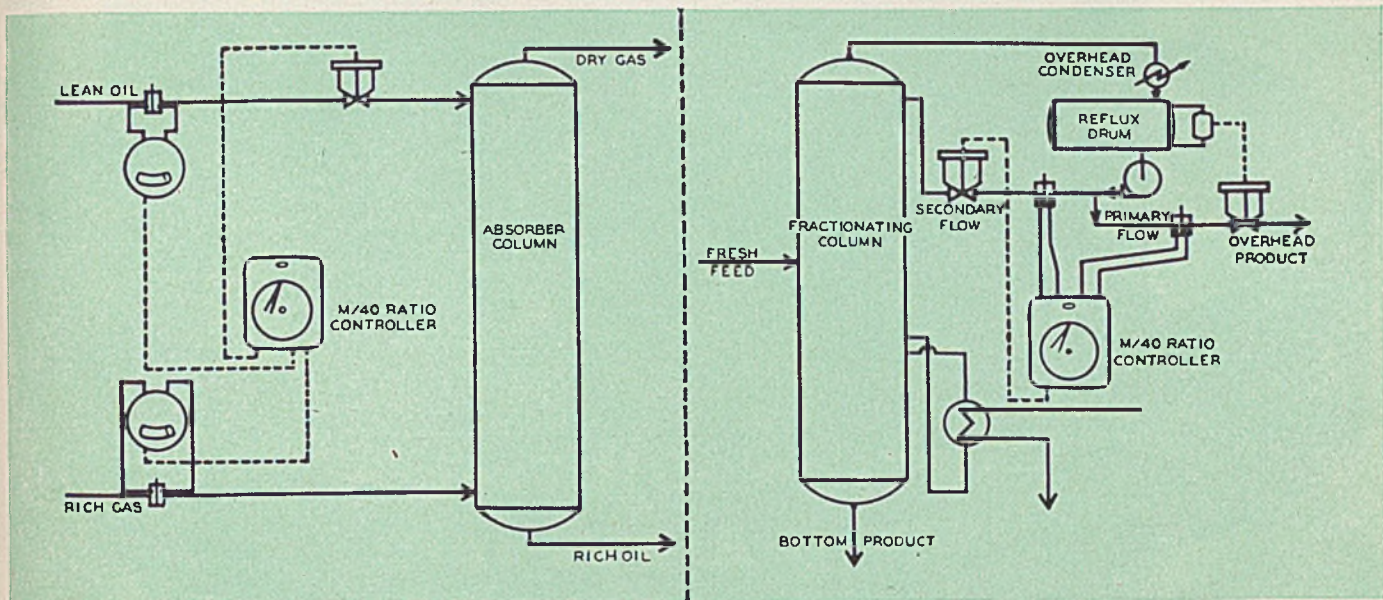 LEAN OIL
DRY GAS
ABSORBER
COLUMN
M/40 RATIO
CONTROLLER
RICH GAS
RICH OIL
OVERHEAD
CONDENSER
REFLUX
DRUM
SECONDARY
FLOW
PRIMARY
FLOW
OVERHEAD
PRODUCT
FRACTIONATING
COLUMN
FRESH
FEED
M/40 RATIO
CONTROLLER
BOTTOM PRODUCT